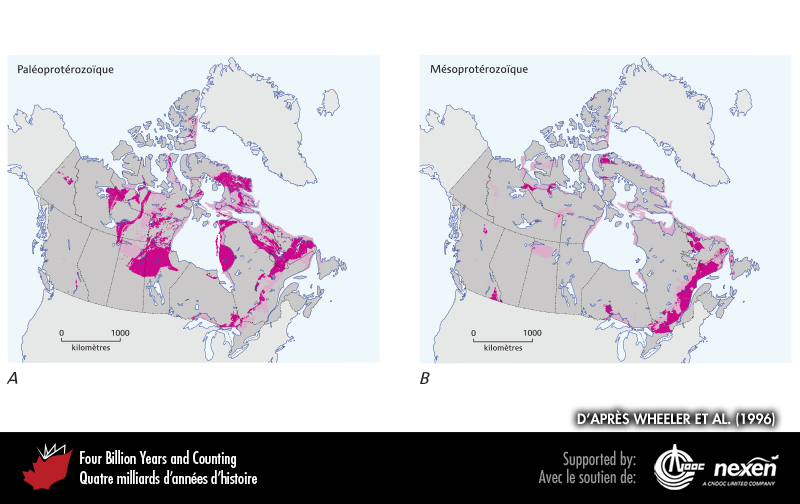 Paléoprotérozoïque
0 1000
kilomètres
A
Mésoprotérozoïque
0 1000
kilomètres
B
D'APRÈS WHEELER ET AL. (1996)
Four Billion Years and Counting
Quatre milliards d'années d'histoire
Supported by:
Avec le soutien de:
CNOOC
nexen
A CNOOC LIMITED COMPANY